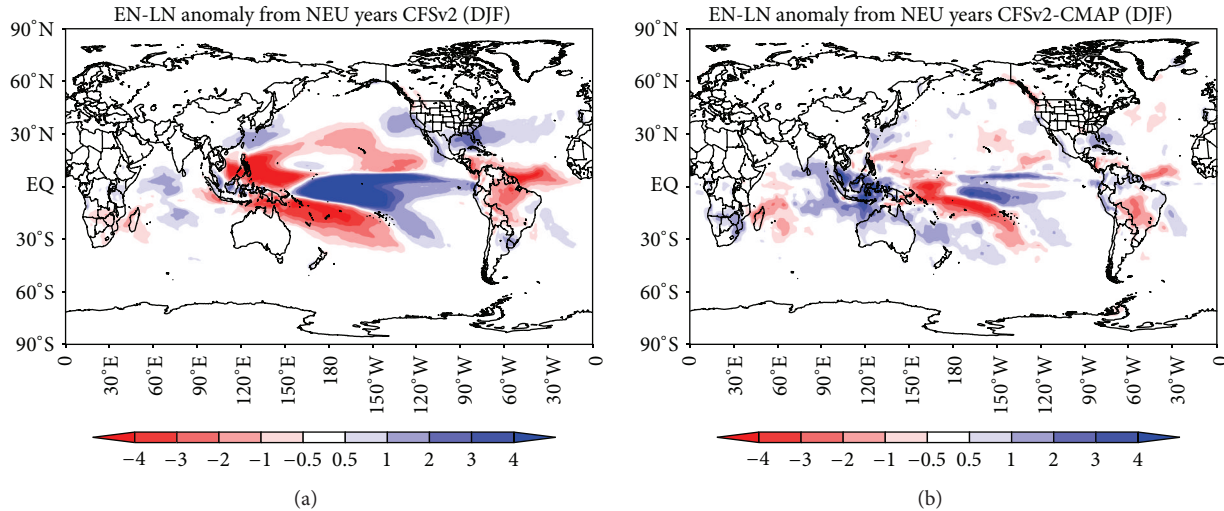 EN-LN anomaly from NEU years CFSv2 (DJF)
90˚N
60˚N
30˚N
EQ
30˚S
60˚S
90˚S
0
30˚E
60˚E
90˚E
120˚E
150˚E
180
150˚W
120˚W
90˚W
60˚W
30˚W
0
−4 −3 −2 −1 −0.5 0.5 1 2 3 4
(a)
EN-LN anomaly from NEU years CFSv2-CMAP (DJF)
90˚N
60˚N
30˚N
EQ
30˚S
60˚S
90˚S
0
30˚E
60˚E
90˚E
120˚E
150˚E
180
150˚W
120˚W
90˚W
60˚W
30˚W
0
−4 −3 −2 −1 −0.5 0.5 1 2 3 4
(b)